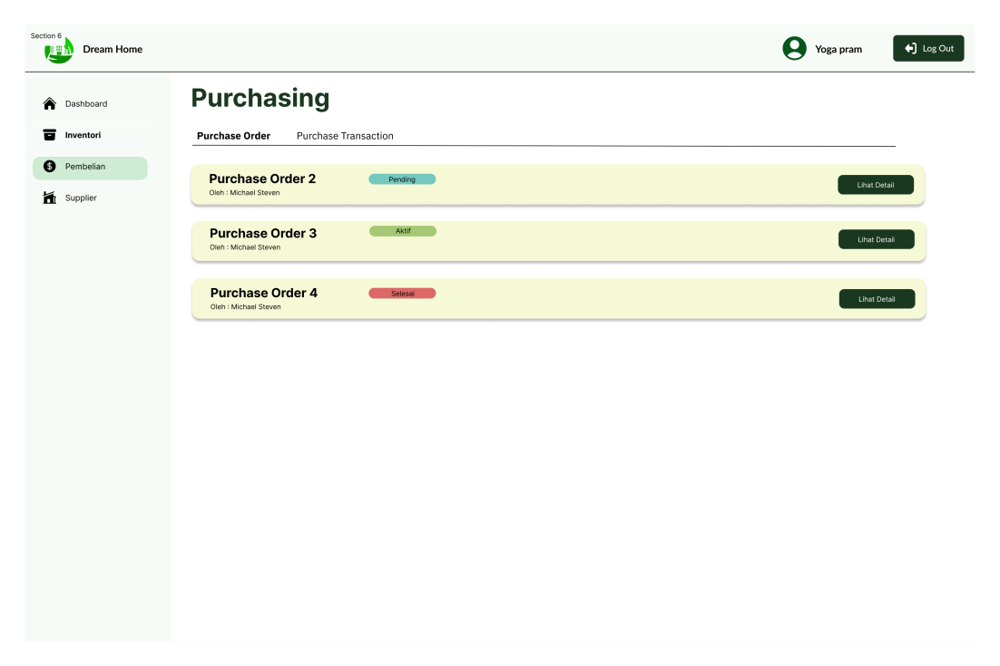 Section 6
Dream Home
Yoga pram
Log Out
Dashboard
Inventori
Pembelian
Supplier
Purchasing
Purchase Order
Purchase Transaction
Purchase Order 2
Pending
Oleh : Michael Steven
Lihat Detail
Purchase Order 3
Aktif
Oleh : Michael Steven
Lihat Detail
Purchase Order 4
Selesai
Oleh : Michael Steven
Lihat Detail